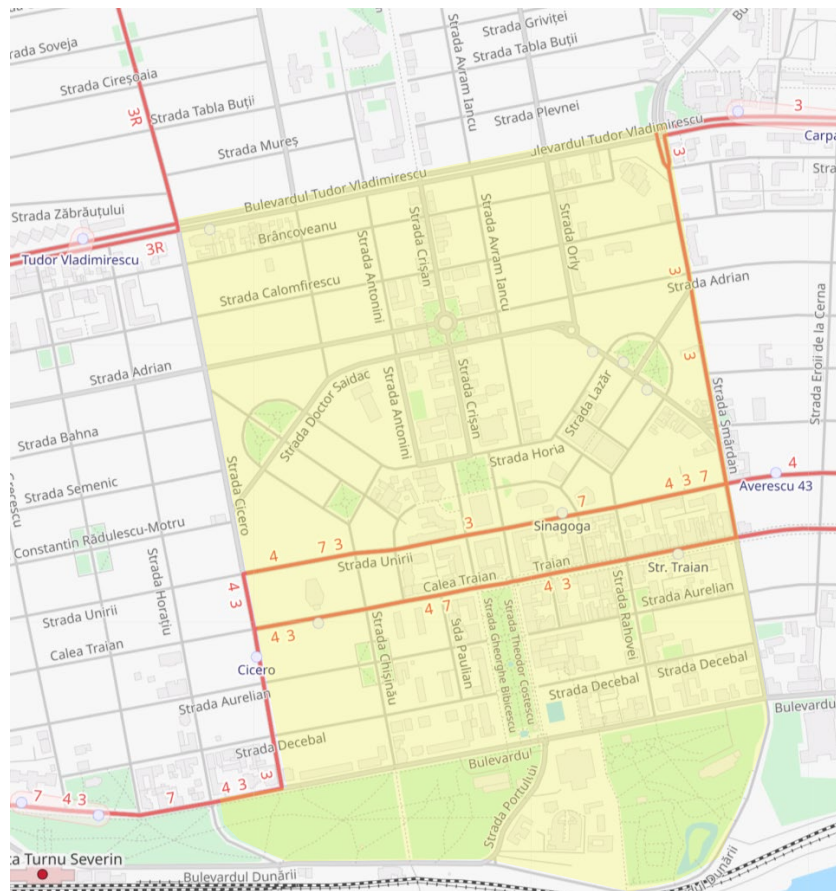 Strada Griviței
Strada Soveja
Strada Avram Iancu
Strada Tabla Buții
Strada Cireșoaia
3R
Strada Tabla Buții
Strada Plevnei
3
Strada Mureș
Bulevardul Tudor Vladimirescu
Carpa
3
Bulevardul Tudor Vladimirescu
Strada Zăbrăuțului
Strada Crișan
Strada Avram Iancu
Strada Orly
Brâncoveanu
Strada Antonini
3R
Tudor Vladimirescu
3
Strada Adrian
Strada Calomfirescu
Strada Eroii de la Cerna
3
Strada Adrian
Strada Doctor Saidac
Strada Antonini
Strada Crișan
Strada Lazăr
Strada Smârdan
Strada Bahna
Strada Horia
Strada Cicero
Strada Semenic
4 3 7
4
Averescu 43
7
3
Sinagoga
Constantin Rădulescu-Motru
4
7 3
Strada Unirii
Traian
Str. Traian
Strada Horațiu
4 3
Calea Traian
4 3
Strada Aurelian
Strada Unirii
4 7
4 3
Strada Rahovei
Calea Traian
Strada Chișinău
Strada Gheorghe Bibicescu
Strada Theodor Costescu
Cicero
Strada Decebal
Strada Decebal
Strada Aurelian
Strada Decebal
Bulevardu
Bulevardul
3
4 3
7
Strada Portului
7
4 3
ta Turnu Severin
Bulevardul Dunării
Dunării